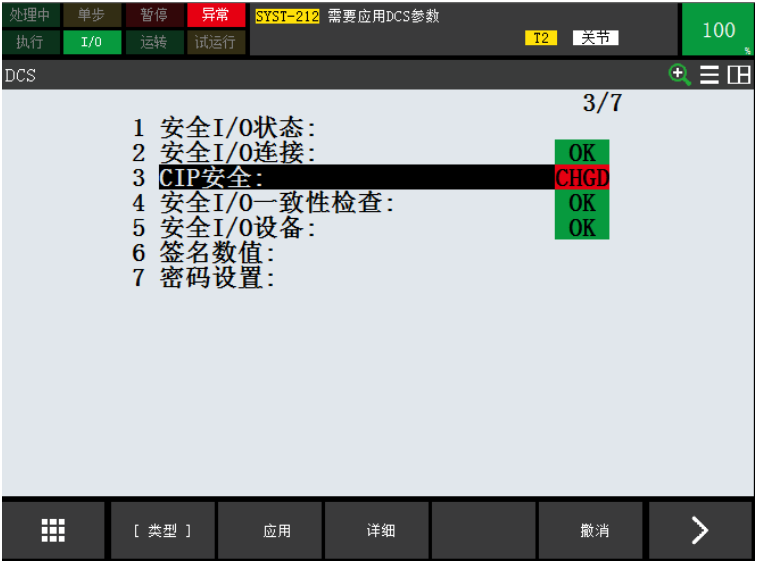 处理中 单步 暂停 异常 SYST-212 需要应用DCS参数
执行 I/O 运转 试运行 T2 关节 100 %
DCS
3/7
1 安全I/O状态:
2 安全I/O连接: OK
3 CIP安全: CHGD
4 安全I/O一致性检查: OK
5 安全I/O设备: OK
6 签名数值:
7 密码设置:
[ 类型 ] 应用 详细 撤消